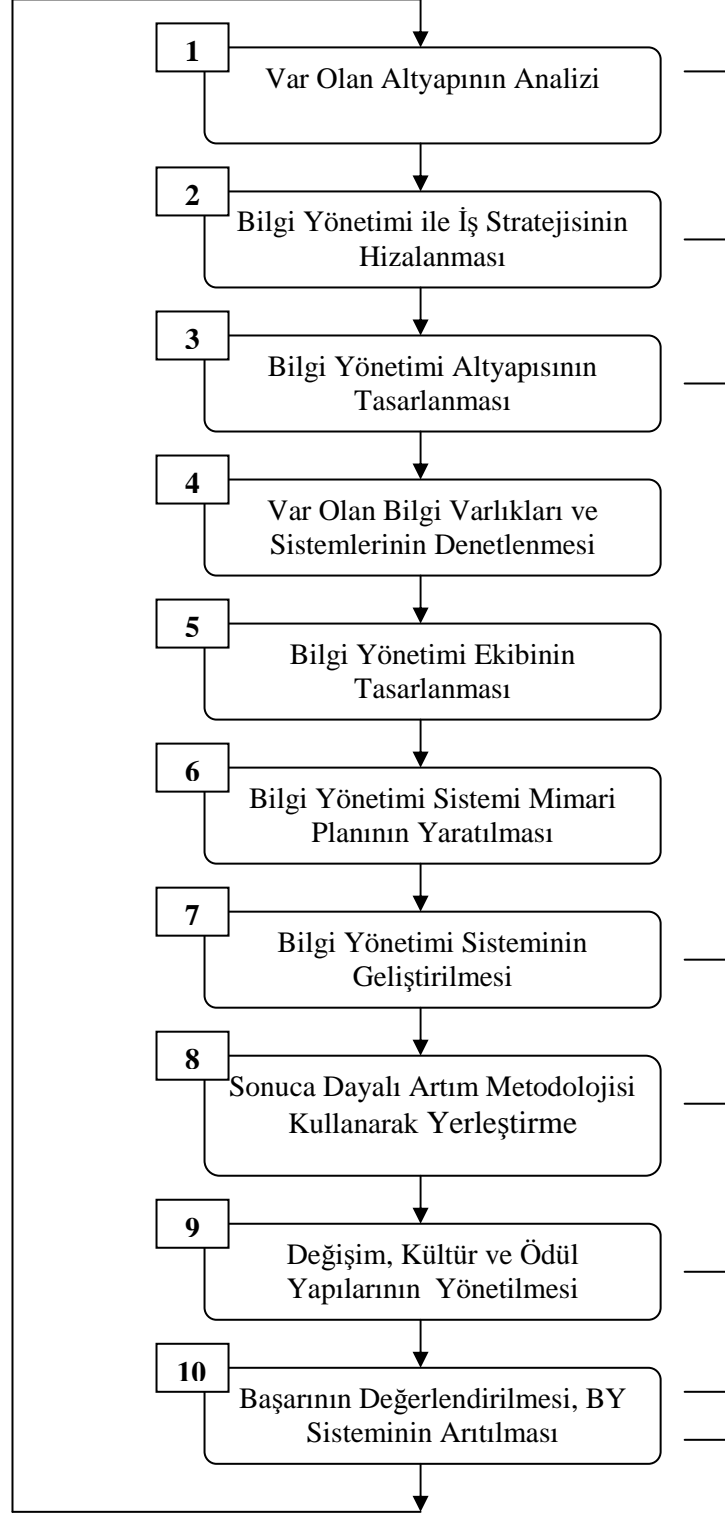 1
Var Olan Altyapının Analizi
2
Bilgi Yönetimi ile İş Stratejisinin
Hizalanması
3
Bilgi Yönetimi Altyapısının
Tasarlanması
4
Var Olan Bilgi Varlıkları ve
Sistemlerinin Denetlenmesi
5
Bilgi Yönetimi Ekibinin
Tasarlanması
6
Bilgi Yönetimi Sistemi Mimari
Planının Yaratılması
7
Bilgi Yönetimi Sisteminin
Geliştirilmesi
8
Sonuca Dayalı Artım Metodolojisi
Kullanarak Yerleştirme
9
Değişim, Kültür ve Ödül
Yapılarının Yönetilmesi
10
Başarının Değerlendirilmesi, BY
Sisteminin Arıtılması